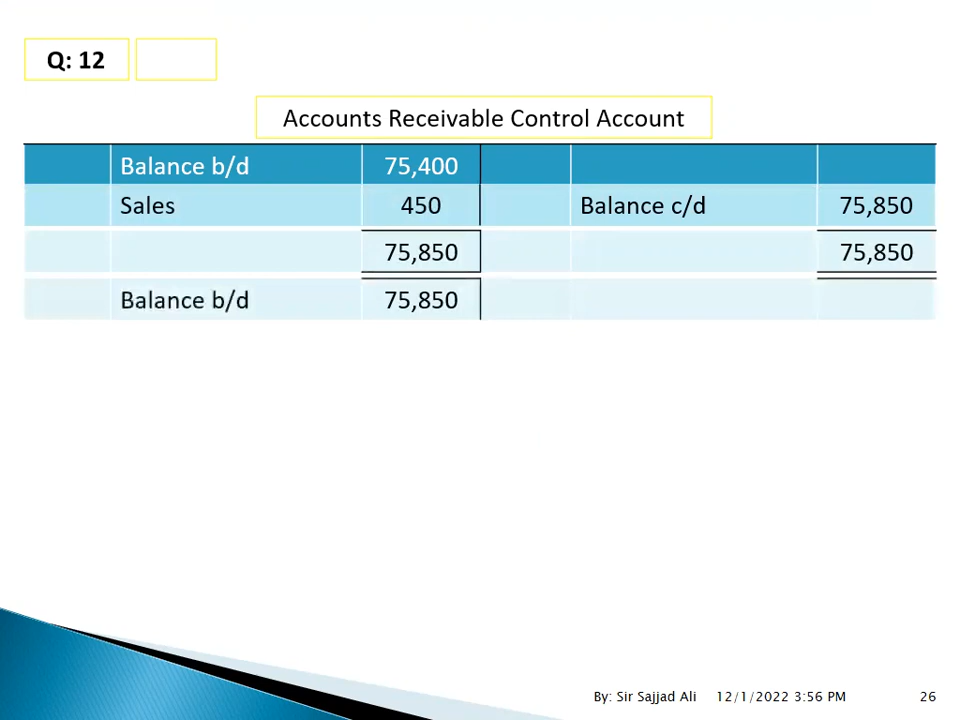 Q: 12
Accounts Receivable Control Account
Balance b/d 75,400
Sales 450 Balance c/d 75,850
75,850 75,850
Balance b/d 75,850
By: Sir Sajjad Ali 12/1/2022 3:56 PM 26